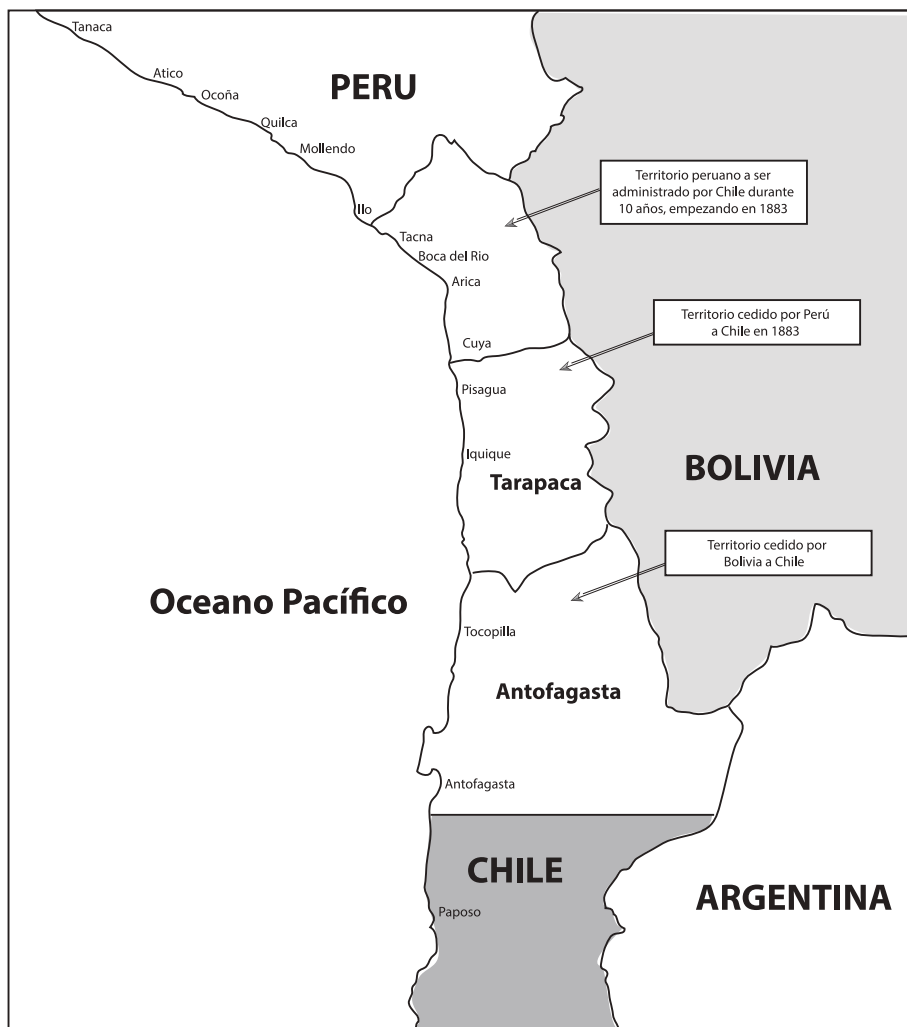 Tanaca
Atico
PERU
Ocoña
Quilca
Mollendo
Territorio peruano a ser
administrado por Chile durante
10 años, empezando en 1883
Ilo
Tacna
Boca del Rio
Arica
Territorio cedido por Perú
a Chile en 1883
Cuya
Pisagua
Iquique
BOLIVIA
Tarapaca
Territorio cedido por
Bolivia a Chile
Oceano Pacífico
Tocopilla
Antofagasta
Antofagasta
CHILE
ARGENTINA
Paposo